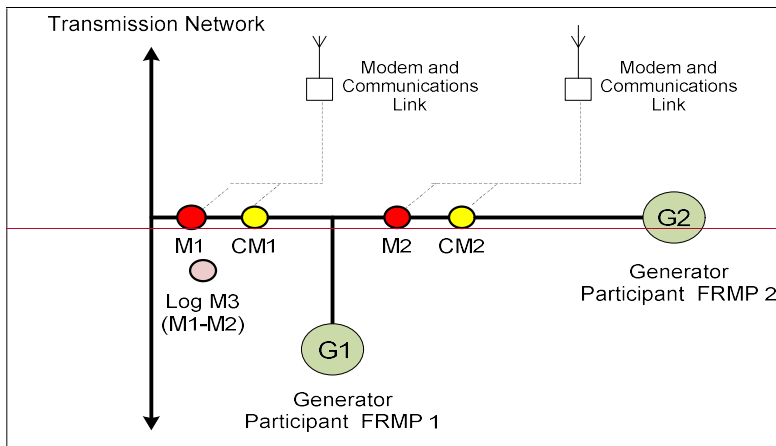 Transmission Network
Modem and
Communications
Link
Modem and
Communications
Link
M1
CM1
M2
CM2
G2
Log M3
(M1-M2)
Generator
Participant FRMP 2
G1
Generator
Participant FRMP 1